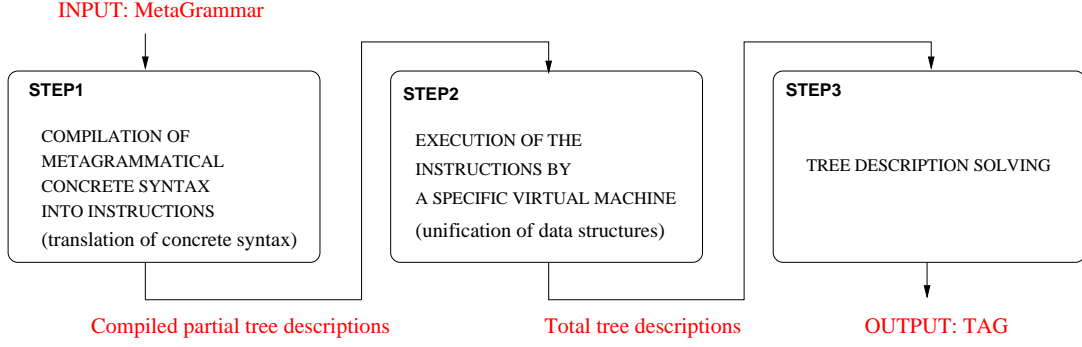 INPUT: MetaGrammar
STEP1
COMPILATION OF
METAGRAMMATICAL
CONCRETE SYNTAX
INTO INSTRUCTIONS
(translation of concrete syntax)
STEP2
EXECUTION OF THE
INSTRUCTIONS BY
A SPECIFIC VIRTUAL MACHINE
(unification of data structures)
STEP3
TREE DESCRIPTION SOLVING
Compiled partial tree descriptions
Total tree descriptions
OUTPUT: TAG